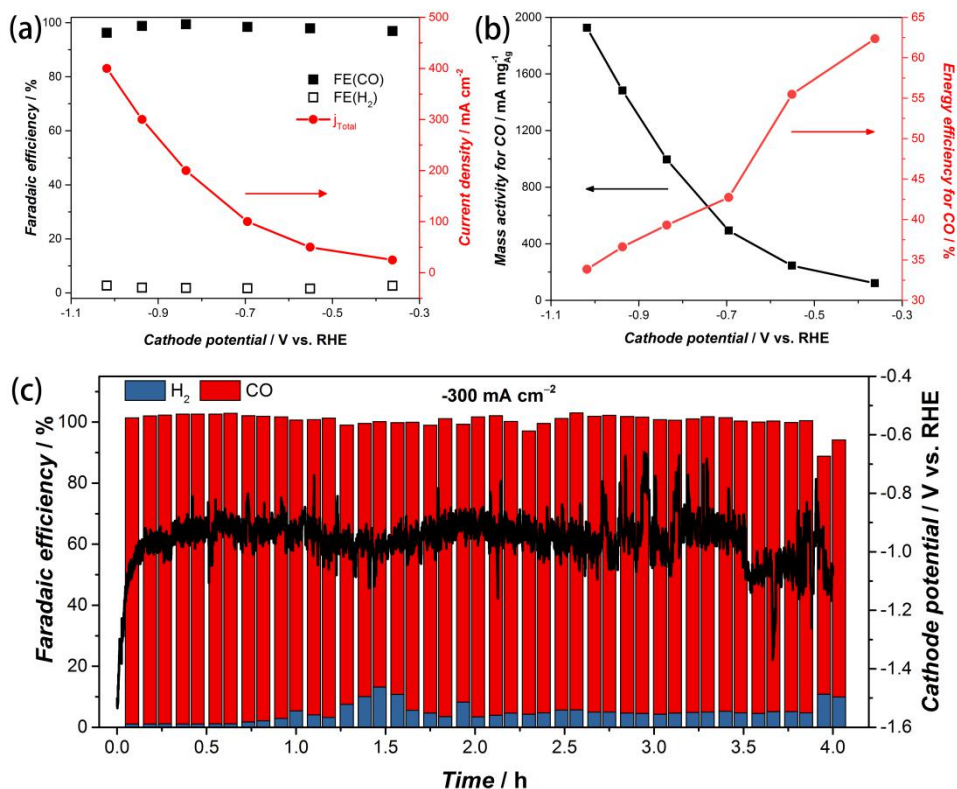 (a)
100
80
60
40
20
0
Faradaic efficiency / %
FE(CO)
FE(H₂)
j_Total
500
400
300
200
100
0
Current density / mA cm⁻²
-1.1 -0.9 -0.7 -0.5 -0.3
Cathode potential / V vs. RHE
(b)
2000
1600
1200
800
400
0
Mass activity for CO / mA mg⁻¹_Ag
65
60
55
50
45
40
35
30
Energy efficiency for CO / %
-1.1 -0.9 -0.7 -0.5 -0.3
Cathode potential / V vs. RHE
(c)
H₂ CO
-300 mA cm⁻²
100
80
60
40
20
0
Faradaic efficiency / %
-0.4
-0.6
-0.8
-1.0
-1.2
-1.4
-1.6
Cathode potential / V vs. RHE
0.0 0.5 1.0 1.5 2.0 2.5 3.0 3.5 4.0
Time / h